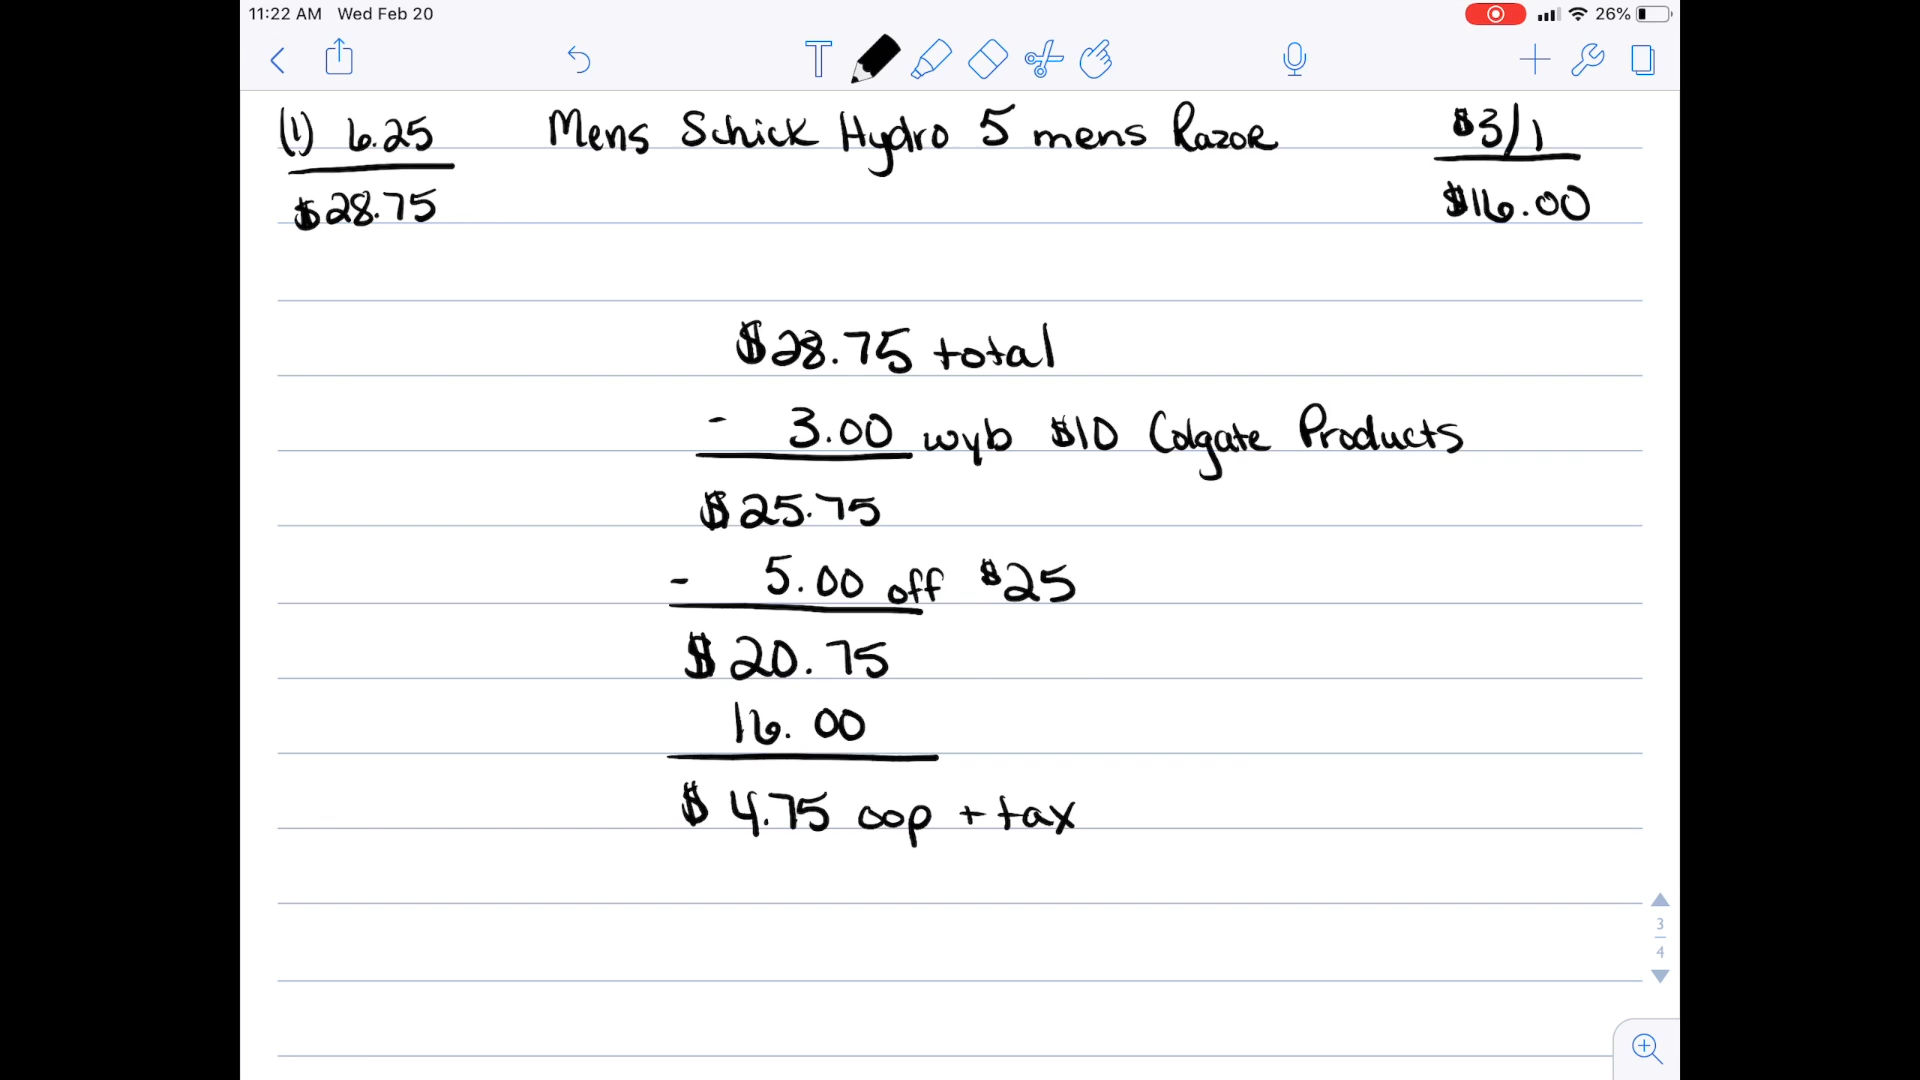 11:22 AM Wed Feb 20
26%
T
(1) 6.25 Mens Schick Hydro 5 mens Razor $3/1
$28.75 $16.00
$28.75 total
- 3.00 wyb $10 Colgate Products
$25.75
- 5.00 off $25
$20.75
16.00
$4.75 oop + tax
3
4